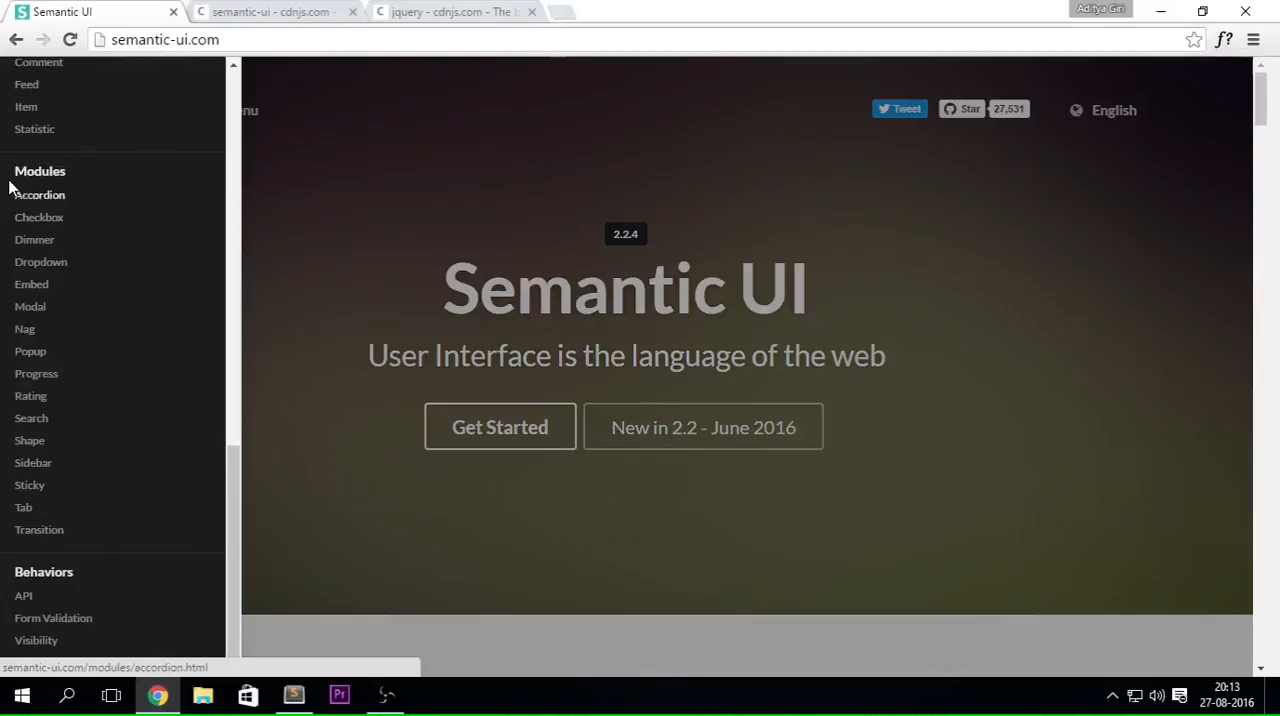 Semantic UI
semantic-ui - cdnjs.com -
jquery - cdnjs.com - The b
Aditya Giri
semantic-ui.com
f?
Comment
Feed
Item
Statistic
Modules
Accordion
Checkbox
Dimmer
Dropdown
Embed
Modal
Nag
Popup
Progress
Rating
Search
Shape
Sidebar
Sticky
Tab
Transition
Behaviors
API
Form Validation
Visibility
semantic-ui.com/modules/accordion.html
enu
Tweet
Star 27,531
English
2.2.4
Semantic UI
User Interface is the language of the web
Get Started
New in 2.2 - June 2016
S
Pr
20:13
27-08-2016